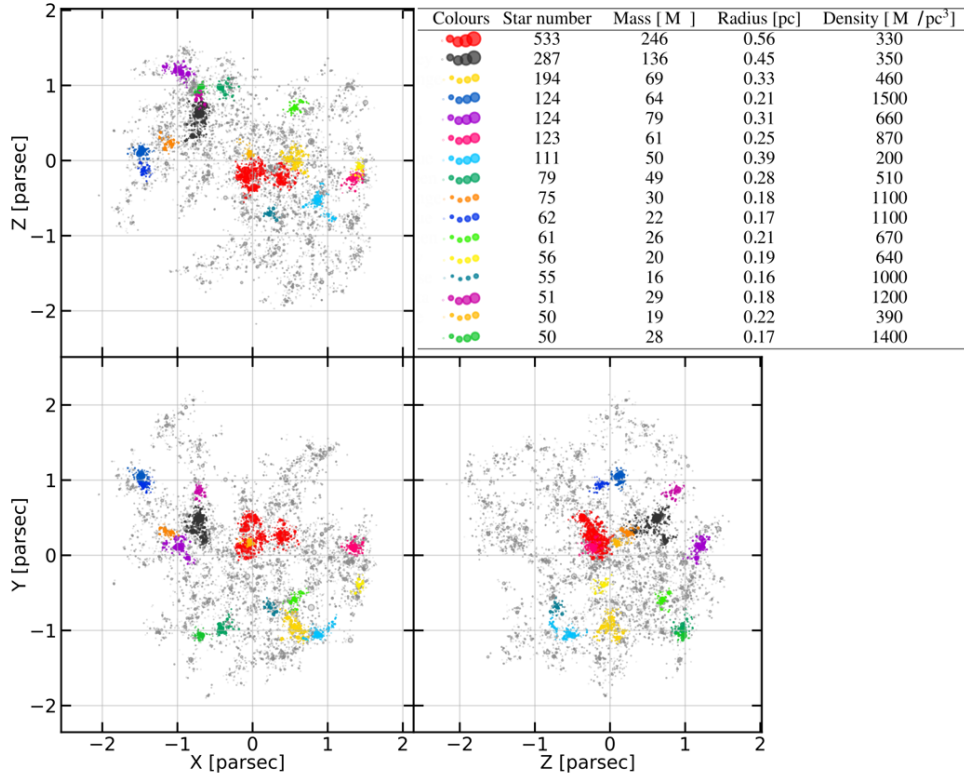 Colours Star number Mass [ M ] Radius [pc] Density [ M /pc³]
533 246 0.56 330
287 136 0.45 350
194 69 0.33 460
124 64 0.21 1500
124 79 0.31 660
123 61 0.25 870
111 50 0.39 200
79 49 0.28 510
75 30 0.18 1100
62 22 0.17 1100
61 26 0.21 670
56 20 0.19 640
55 16 0.16 1000
51 29 0.18 1200
50 19 0.22 390
50 28 0.17 1400
2
1
0
−1
−2
Z [parsec]
2
1
0
−1
−2
Y [parsec]
−2 −1 0 1 2
X [parsec]
−2 −1 0 1 2
Z [parsec]